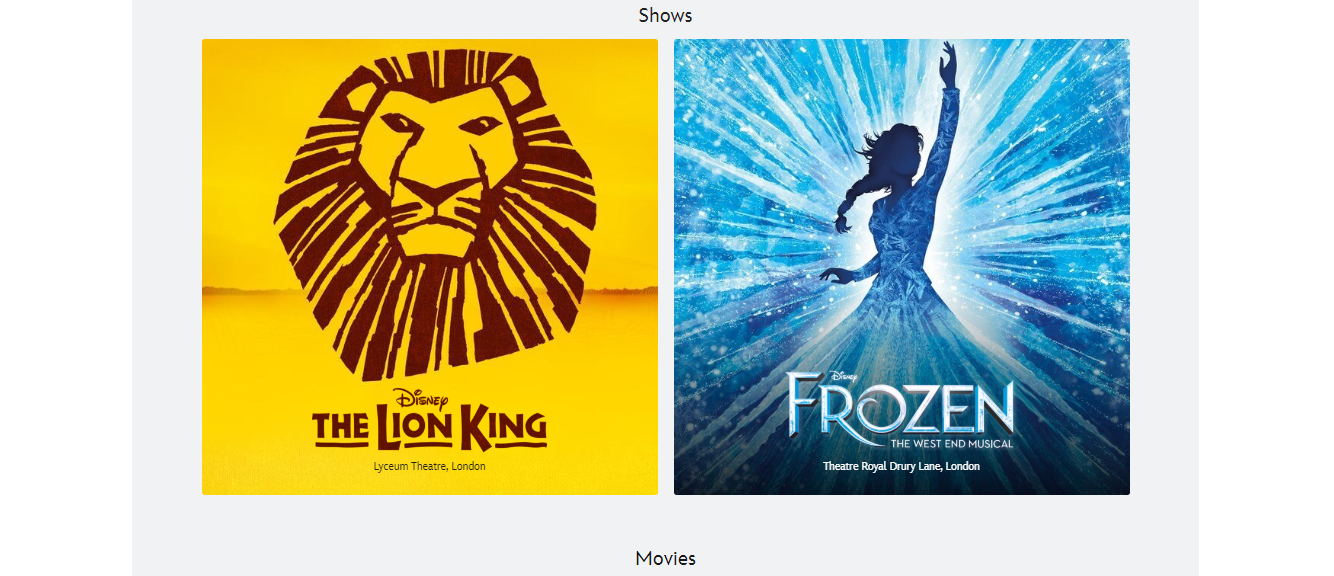 Shows
Disney
THE LION KING
Lyceum Theatre, London
Disney
FROZEN
THE WEST END MUSICAL
Theatre Royal Drury Lane, London
Movies